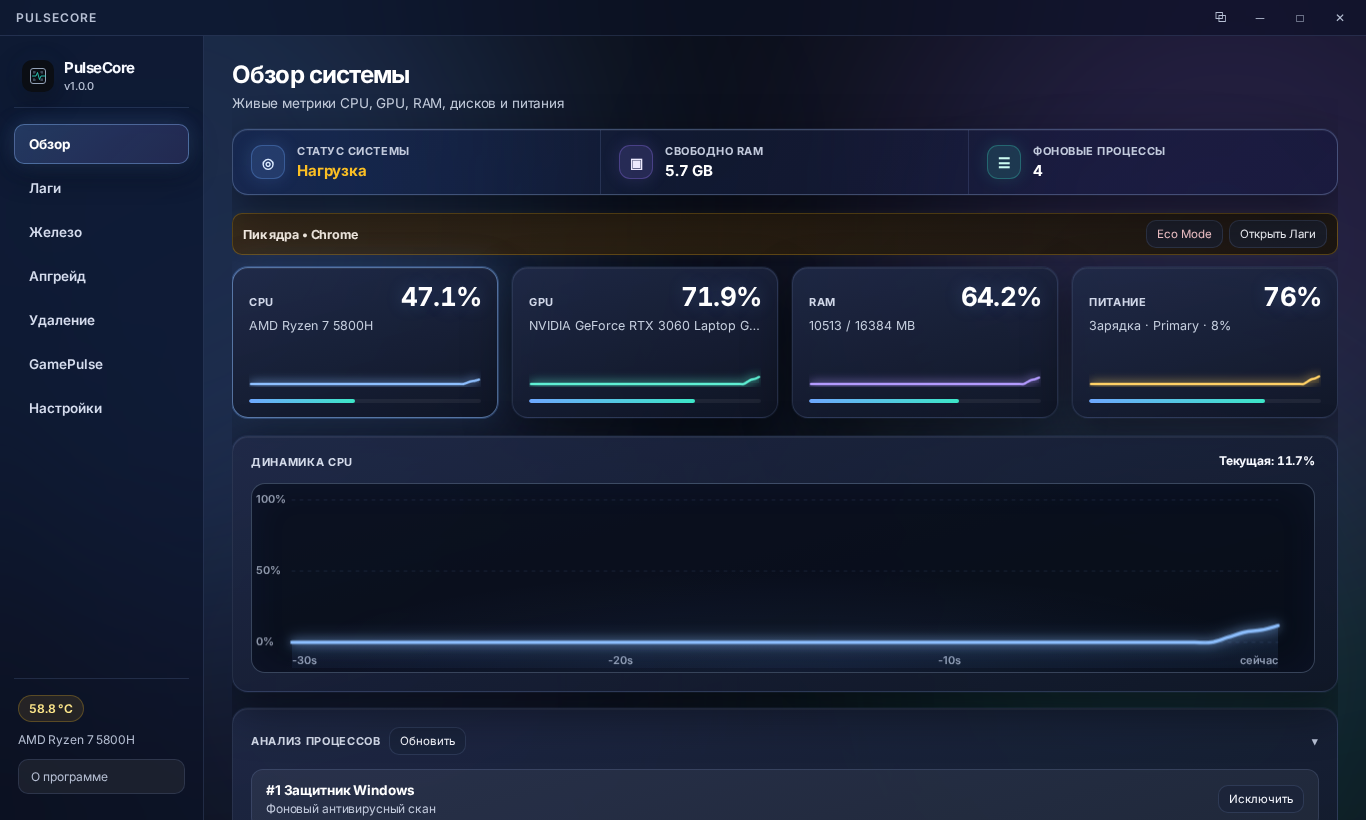 PULSECORE
PulseCore
v1.0.0
Обзор
Лаги
Железо
Апгрейд
Удаление
GamePulse
Настройки
58.8 °C
AMD Ryzen 7 5800H
О программе
Обзор системы
Живые метрики CPU, GPU, RAM, дисков и питания
СТАТУС СИСТЕМЫ
Нагрузка
СВОБОДНО RAM
5.7 GB
ФОНОВЫЕ ПРОЦЕССЫ
4
Пик ядра • Chrome
Eco Mode
Открыть Лаги
CPU
47.1%
AMD Ryzen 7 5800H
GPU
71.9%
NVIDIA GeForce RTX 3060 Laptop G...
RAM
64.2%
10513 / 16384 MB
ПИТАНИЕ
76%
Зарядка · Primary · 8%
ДИНАМИКА CPU
Текущая: 11.7%
100%
50%
0%
-30s
-20s
-10s
сейчас
АНАЛИЗ ПРОЦЕССОВ
Обновить
#1 Защитник Windows
Фоновый антивирусный скан
Исключить